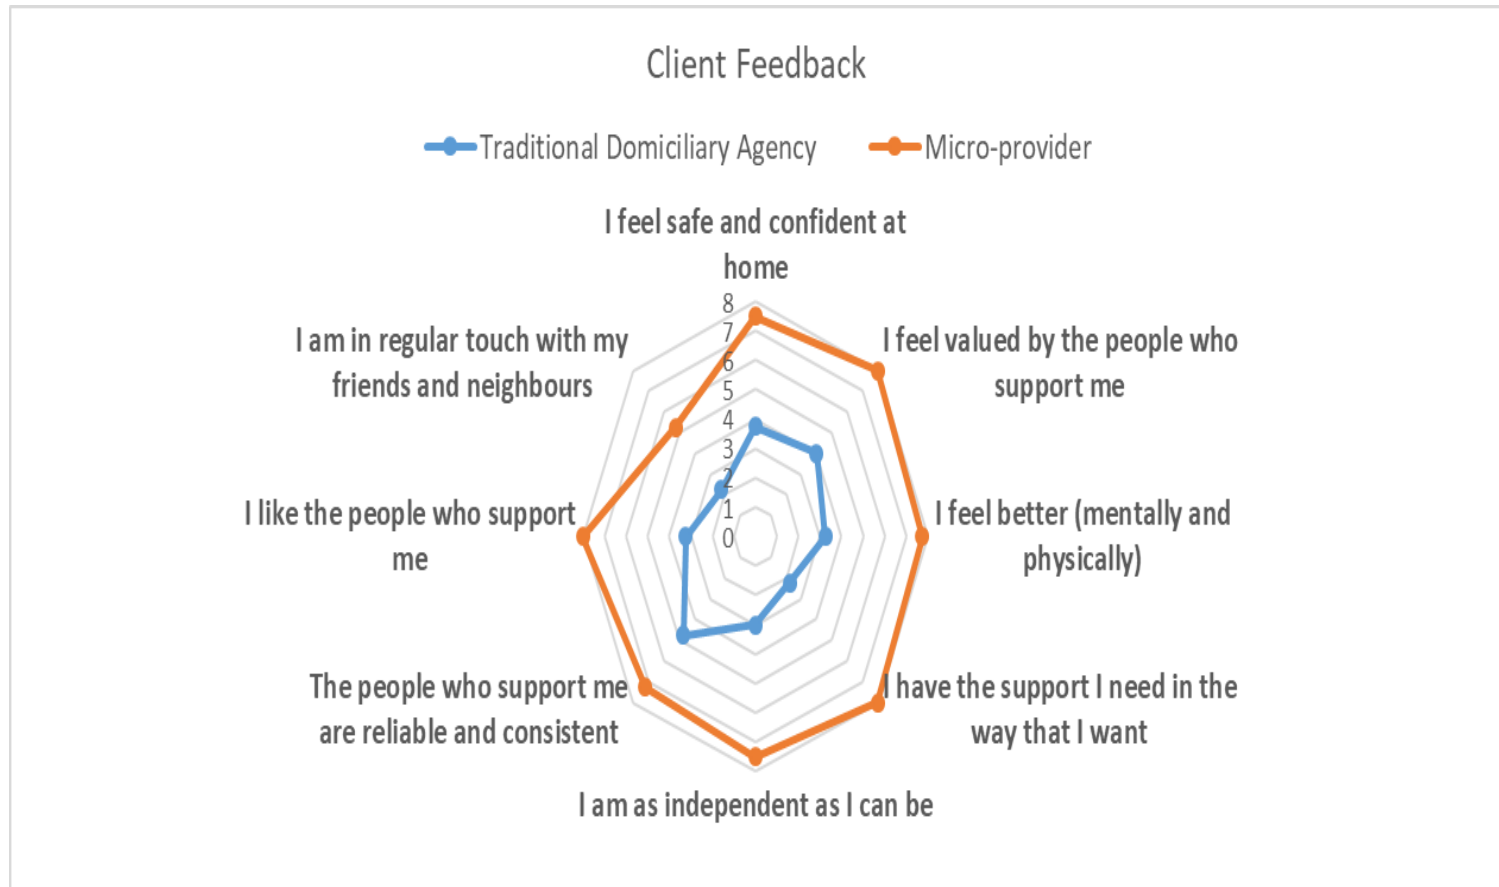 Client Feedback
Traditional Domiciliary Agency
Micro-provider
I feel safe and confident at
home
8
7
6
5
4
3
2
1
0
I feel valued by the people who
support me
I feel better (mentally and
physically)
I have the support I need in the
way that I want
I am as independent as I can be
The people who support me
are reliable and consistent
I like the people who support
me
I am in regular touch with my
friends and neighbours